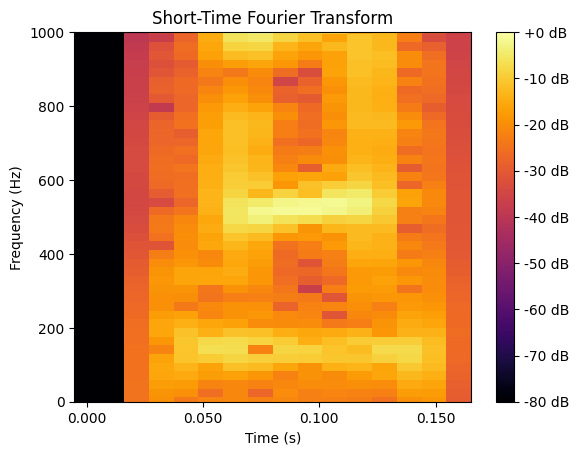 Short-Time Fourier Transform
1000
800
600
400
200
0
Frequency (Hz)
0.000
0.050
0.100
0.150
Time (s)
+0 dB
-10 dB
-20 dB
-30 dB
-40 dB
-50 dB
-60 dB
-70 dB
-80 dB